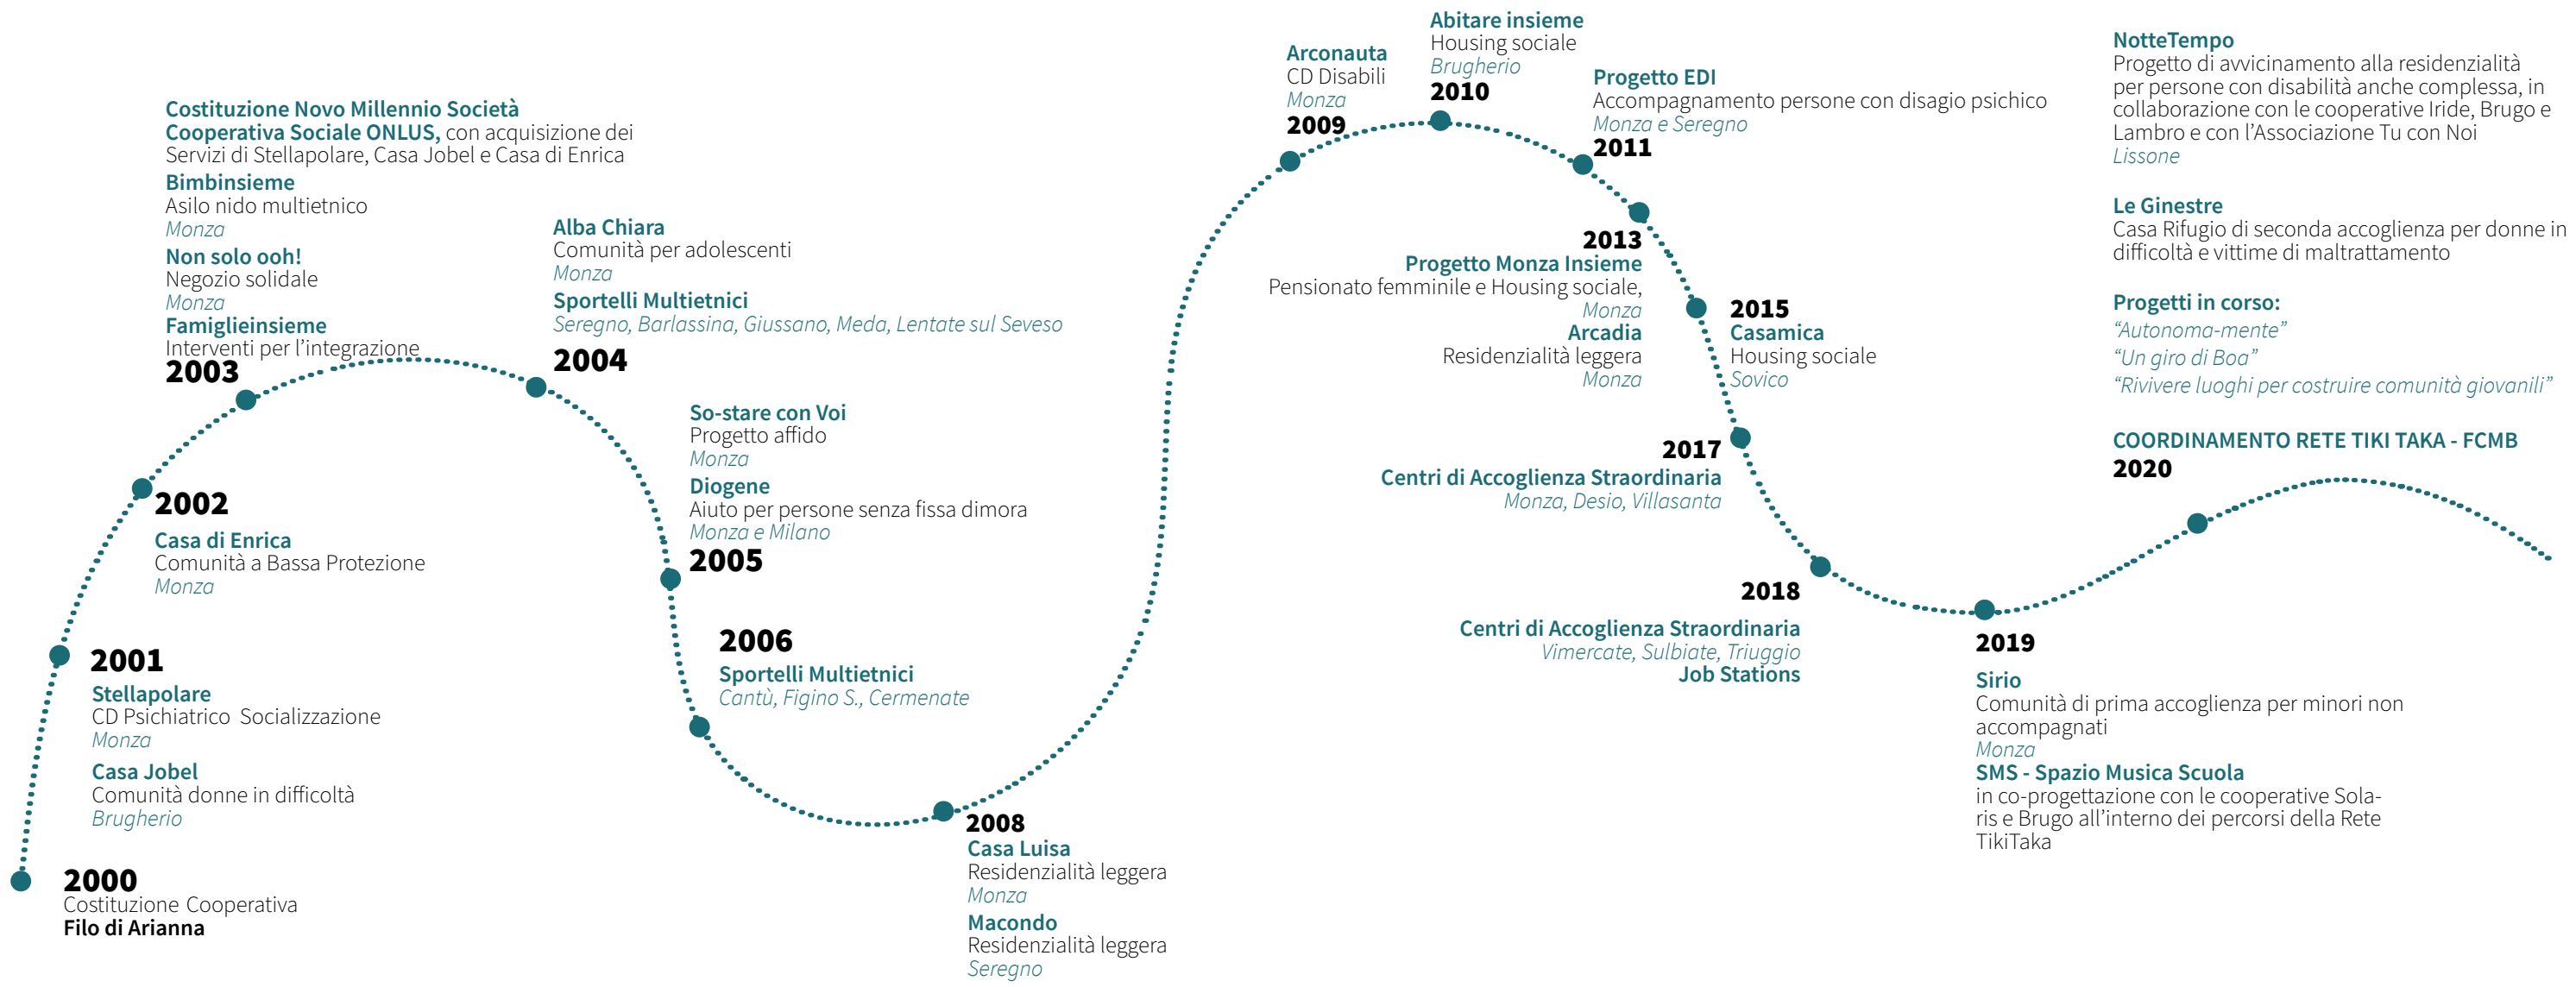 2000
Costituzione Cooperativa
Filo di Arianna
2001
Stellapolare
CD Psichiatrico Socializzazione
Monza
Casa Jobel
Comunità donne in difficoltà
Brugherio
2002
Casa di Enrica
Comunità a Bassa Protezione
Monza
Costituzione Novo Millennio Società
Cooperativa Sociale ONLUS, con acquisizione dei
Servizi di Stellapolare, Casa Jobel e Casa di Enrica
Bimbinsieme
Asilo nido multietnico
Monza
Non solo ooh!
Negozio solidale
Monza
Famiglieinsieme
Interventi per l’integrazione
2003
Alba Chiara
Comunità per adolescenti
Monza
Sportelli Multietnici
Seregno, Barlassina, Giussano, Meda, Lentate sul Seveso
2004
So-stare con Voi
Progetto affido
Monza
Diogene
Aiuto per persone senza fissa dimora
Monza e Milano
2005
2006
Sportelli Multietnici
Cantù, Figino S., Cermenate
2008
Casa Luisa
Residenzialità leggera
Monza
Macondo
Residenzialità leggera
Seregno
Arconauta
CD Disabili
Monza
2009
Abitare insieme
Housing sociale
Brugherio
2010
Progetto EDI
Accompagnamento persone con disagio psichico
Monza e Seregno
2011
2013
Progetto Monza Insieme
Pensionato femminile e Housing sociale,
Monza
Arcadia
Residenzialità leggera
Monza
2015
Casamica
Housing sociale
Sovico
2017
Centri di Accoglienza Straordinaria
Monza, Desio, Villasanta
2018
Centri di Accoglienza Straordinaria
Vimercate, Sulbiate, Triuggio
Job Stations
2019
Sirio
Comunità di prima accoglienza per minori non
accompagnati
Monza
SMS - Spazio Musica Scuola
in co-progettazione con le cooperative Sola-
ris e Brugo all’interno dei percorsi della Rete
TikiTaka
NotteTempo
Progetto di avvicinamento alla residenzialità
per persone con disabilità anche complessa, in
collaborazione con le cooperative Iride, Brugo e
Lambro e con l’Associazione Tu con Noi
Lissone
Le Ginestre
Casa Rifugio di seconda accoglienza per donne in
difficoltà e vittime di maltrattamento
Progetti in corso:
“Autonoma-mente”
“Un giro di Boa”
“Rivivere luoghi per costruire comunità giovanili”
COORDINAMENTO RETE TIKI TAKA - FCMB
2020